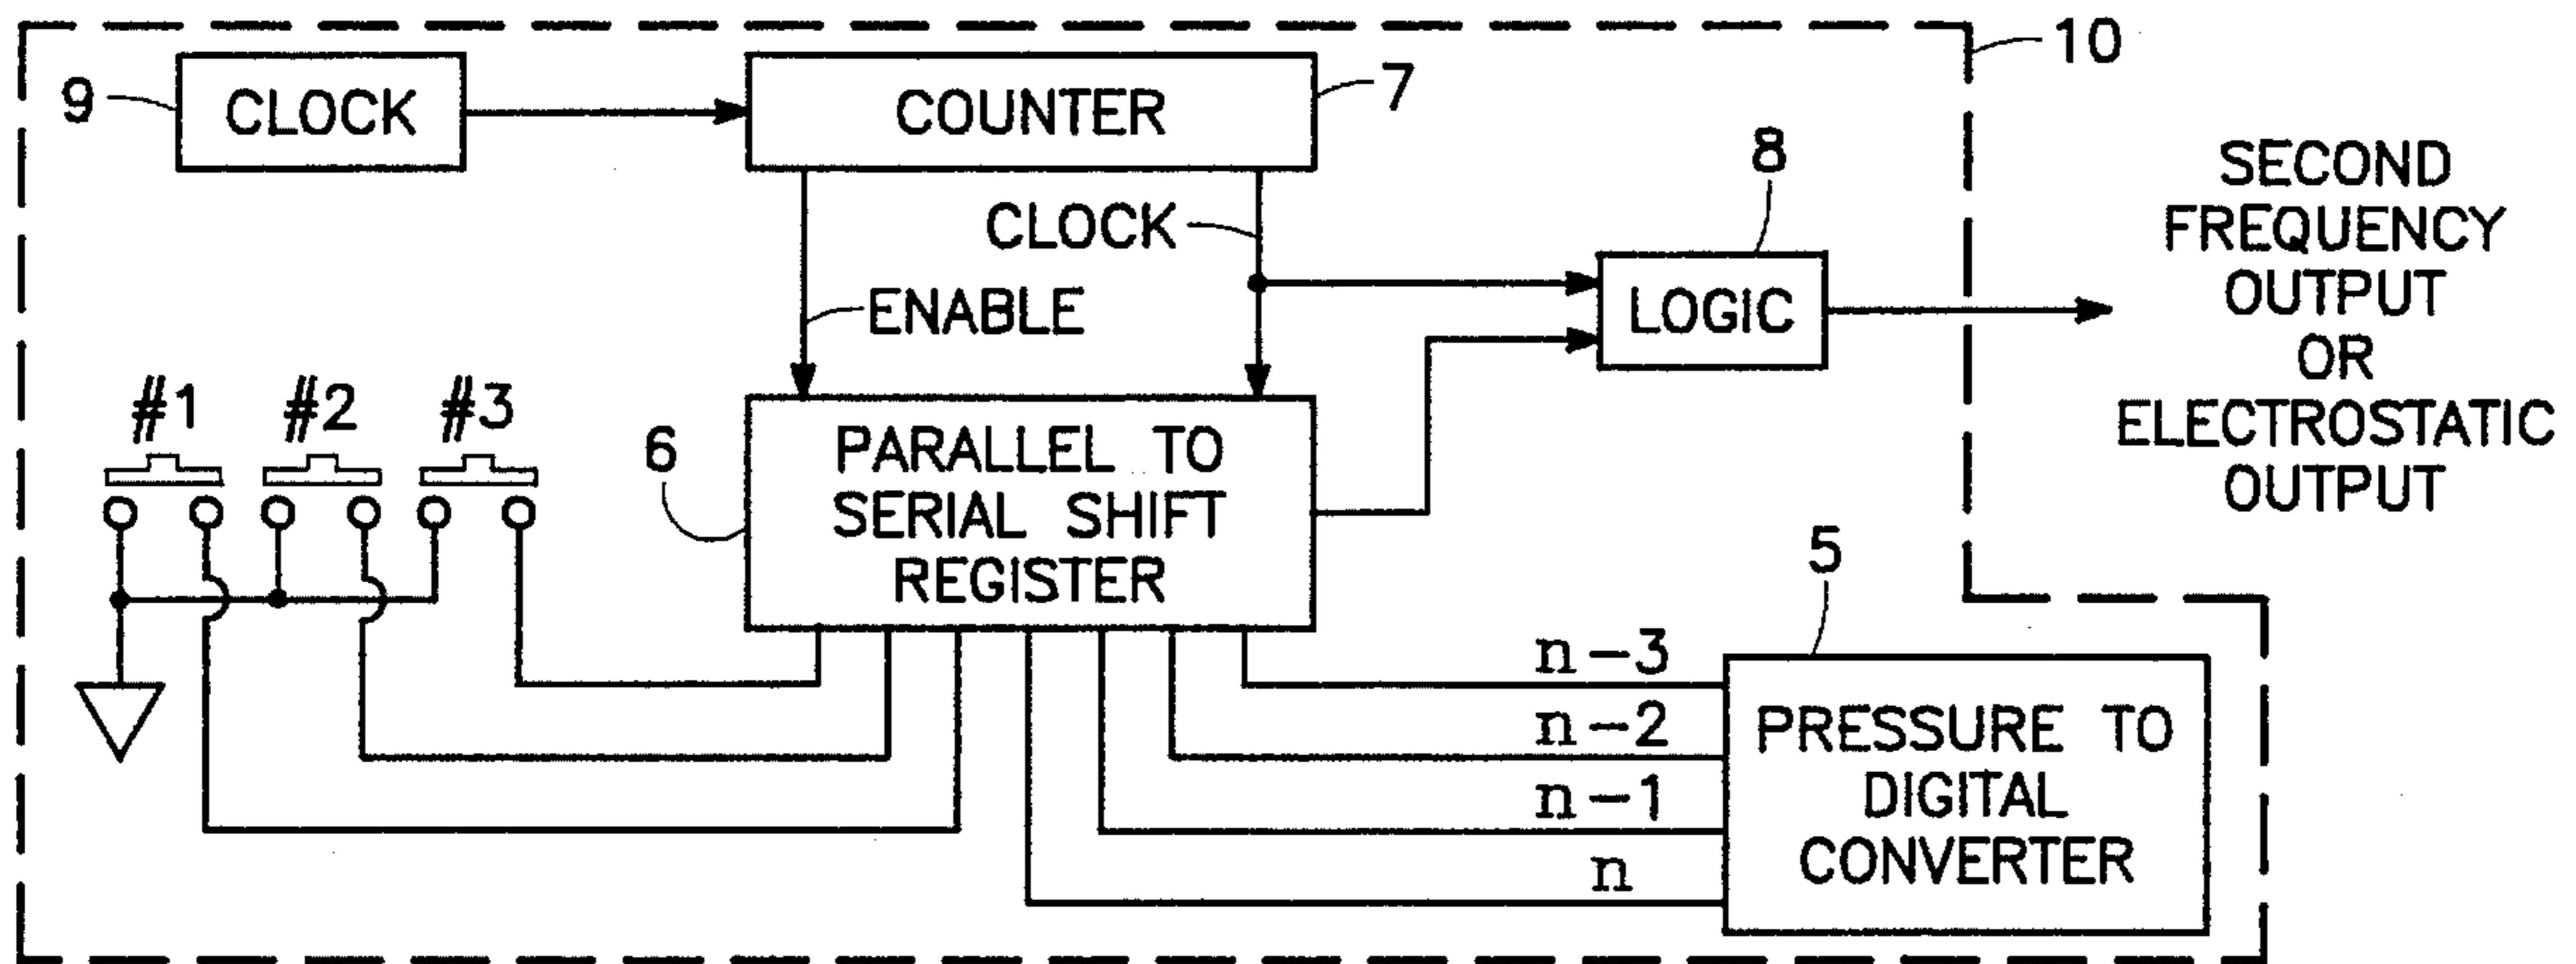 10
9
CLOCK
COUNTER
7
8
CLOCK
ENABLE
LOGIC
SECOND
FREQUENCY
OUTPUT
OR
ELECTROSTATIC
OUTPUT
#1
#2
#3
6
PARALLEL TO
SERIAL SHIFT
REGISTER
5
n-3
n-2
n-1
n
PRESSURE TO
DIGITAL
CONVERTER